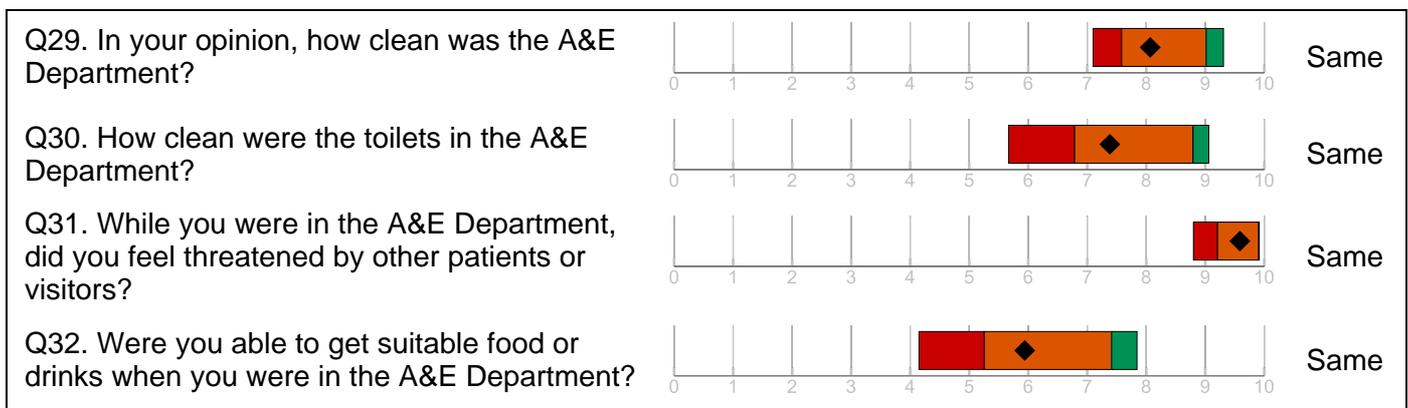 Q29. In your opinion, how clean was the A&E
Department?
0 1 2 3 4 5 6 7 8 9 10
Same
Q30. How clean were the toilets in the A&E
Department?
0 1 2 3 4 5 6 7 8 9 10
Same
Q31. While you were in the A&E Department,
did you feel threatened by other patients or
visitors?
0 1 2 3 4 5 6 7 8 9 10
Same
Q32. Were you able to get suitable food or
drinks when you were in the A&E Department?
0 1 2 3 4 5 6 7 8 9 10
Same